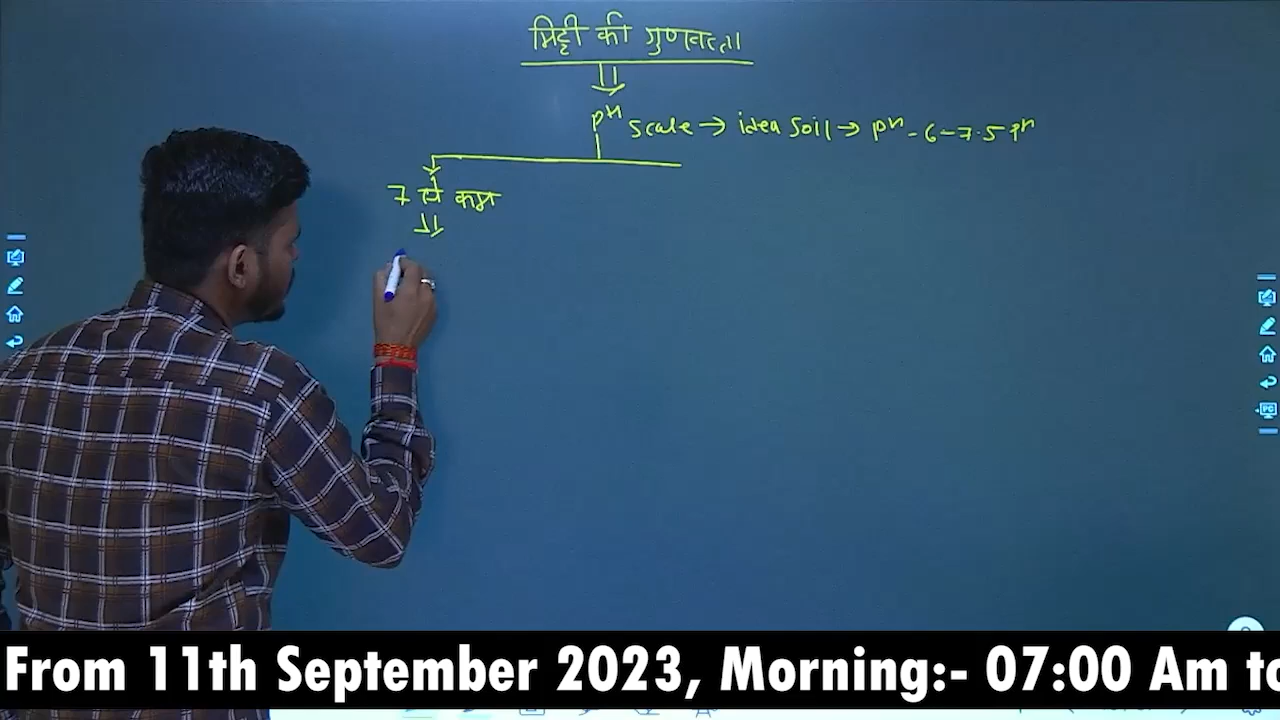 मिट्टी की गुणवत्ता
pH Scale → idea Soil → pH - 6-7.5 pH
7 से कम
From 11th September 2023, Morning:- 07:00 Am to